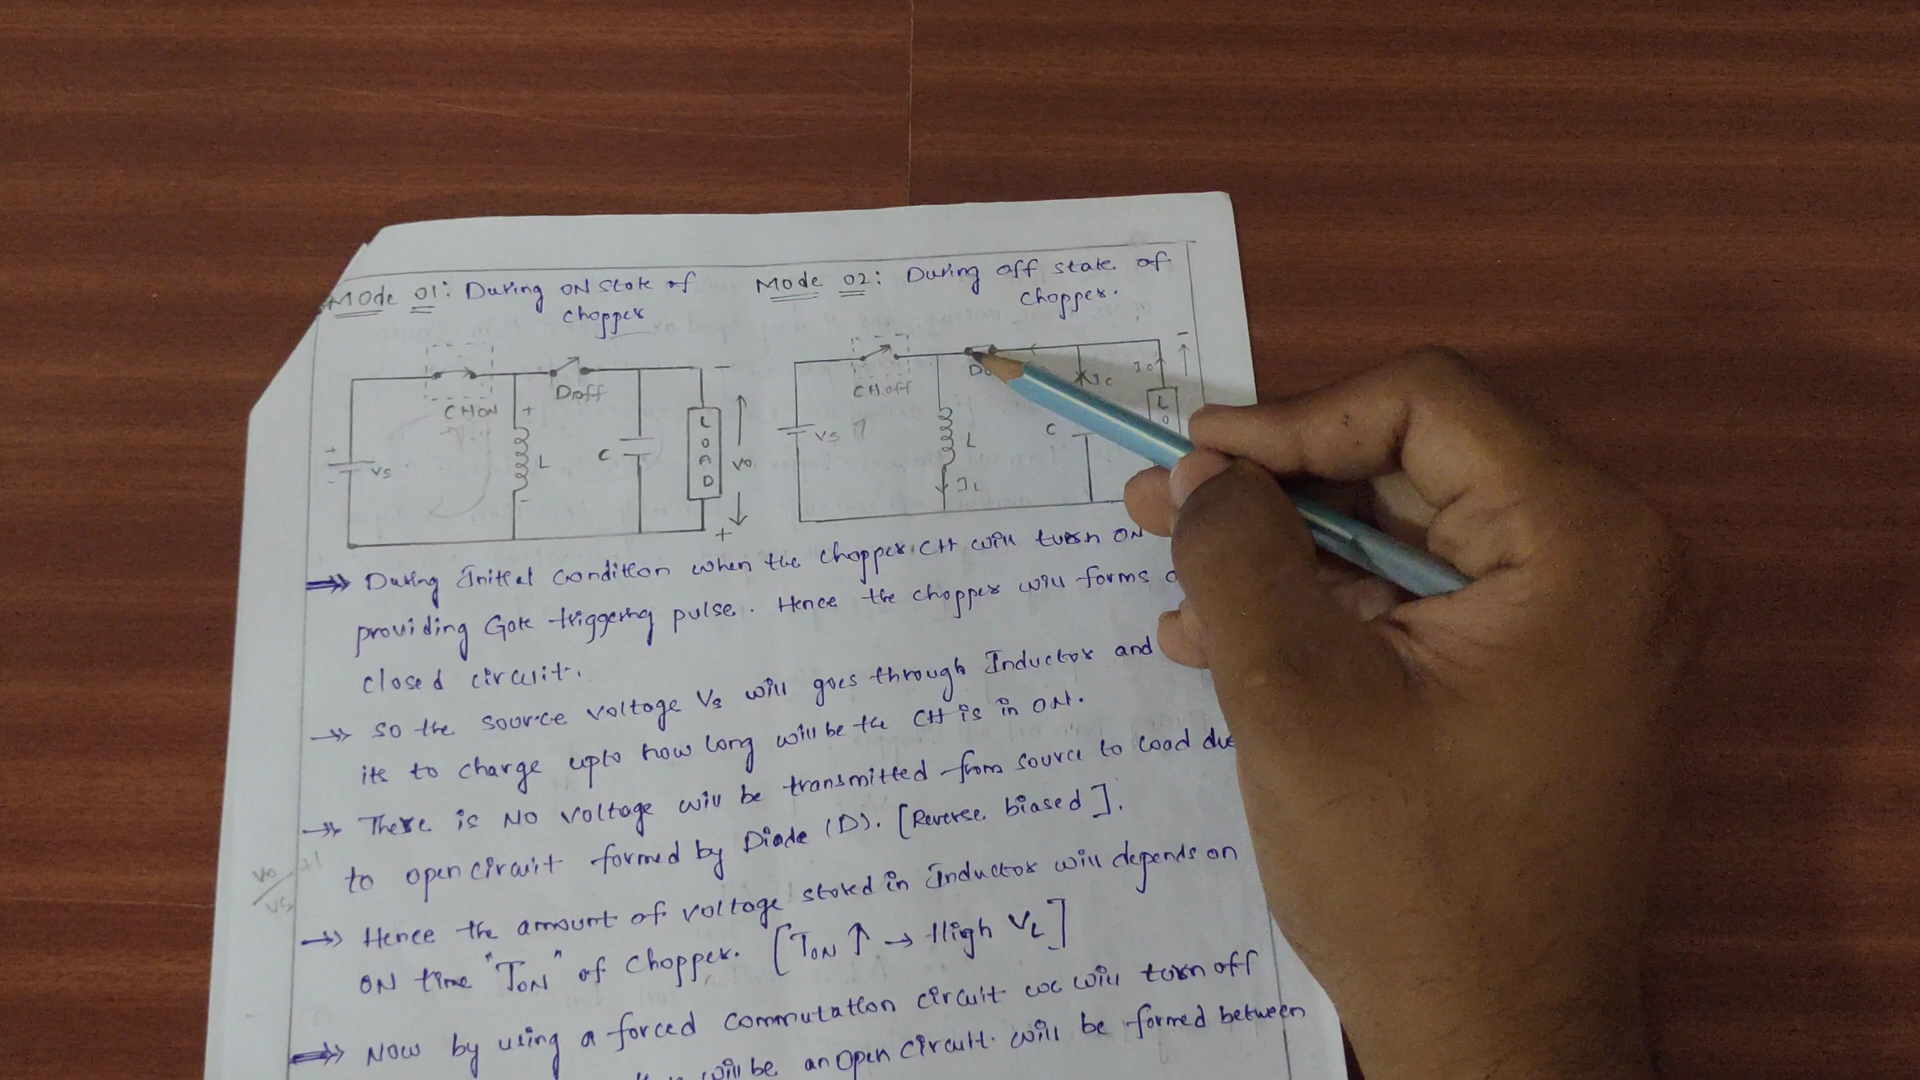 Mode 01: During ON State of
Chopper
Mode 02: During off state of
chopper.
CH ON
+
D off
-
+
VS
-
L
-
C
LOAD
VO
+
CH off
D
IC
IO
-
VS
L
C
LO
IL
During Initial Condition when the chopper CH will turn ON
providing Gate triggering pulse. Hence the chopper will forms
closed circuit.
So the source voltage Vs will goes through Inductor and
its to charge upto how long will be the CH is in ON.
There is NO voltage will be transmitted from source to load due
to open circuit formed by Diode (D). [Reverse biased].
VO/VS
Hence the amount of voltage stored in Inductor will depends on
ON time "TON" of chopper. [TON ↑ → High VL]
Now by using a forced commutation circuit we will turn off
will be an open circuit will be formed between